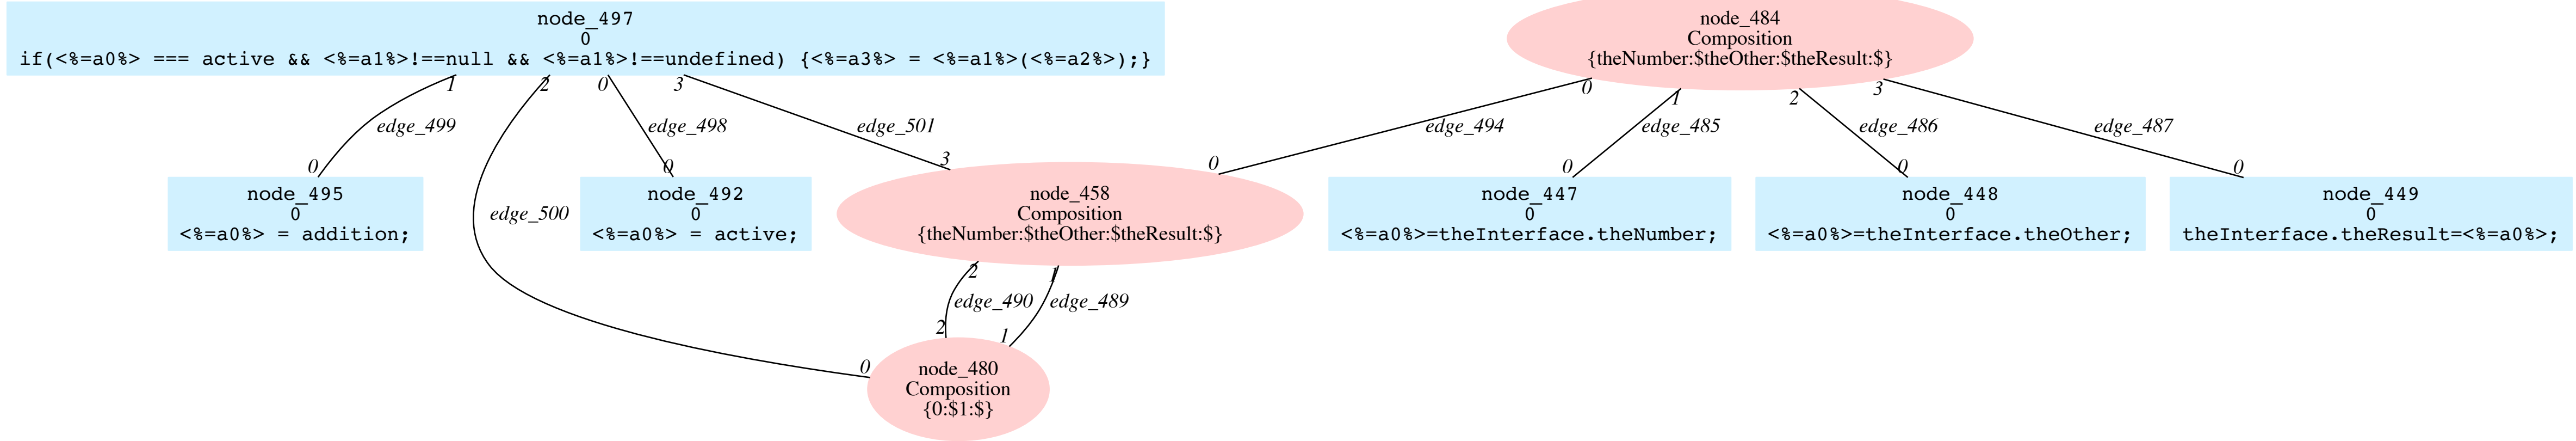 node_497
0
if(<%=a0%> === active && <%=a1%>!==null && <%=a1%>!==undefined) {<%=a3%> = <%=a1%>(<%=a2%>);}
node_484
Composition
{theNumber:$theOther:$theResult:$}
1
2
0
3
0
1
2
3
edge_499
edge_498
edge_501
edge_494
edge_485
edge_486
edge_487
0
0
3
0
0
0
0
node_495
0
<%=a0%> = addition;
edge_500
node_492
0
<%=a0%> = active;
node_458
Composition
{theNumber:$theOther:$theResult:$}
node_447
0
<%=a0%>=theInterface.theNumber;
node_448
0
<%=a0%>=theInterface.theOther;
node_449
0
theInterface.theResult=<%=a0%>;
2
1
edge_490
edge_489
2
1
0
node_480
Composition
{0:$1:$}